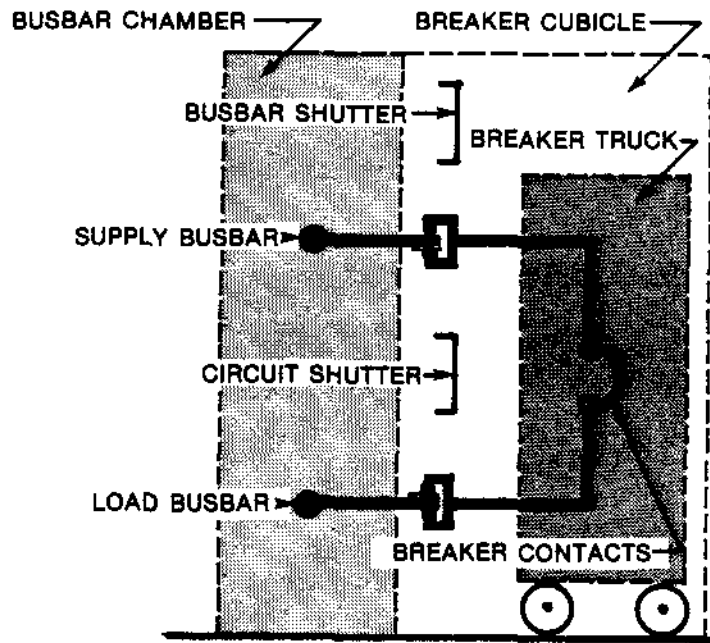 BUSBAR CHAMBER
BREAKER CUBICLE
BUSBAR SHUTTER
BREAKER TRUCK
SUPPLY BUSBAR
CIRCUIT SHUTTER
LOAD BUSBAR
BREAKER CONTACTS